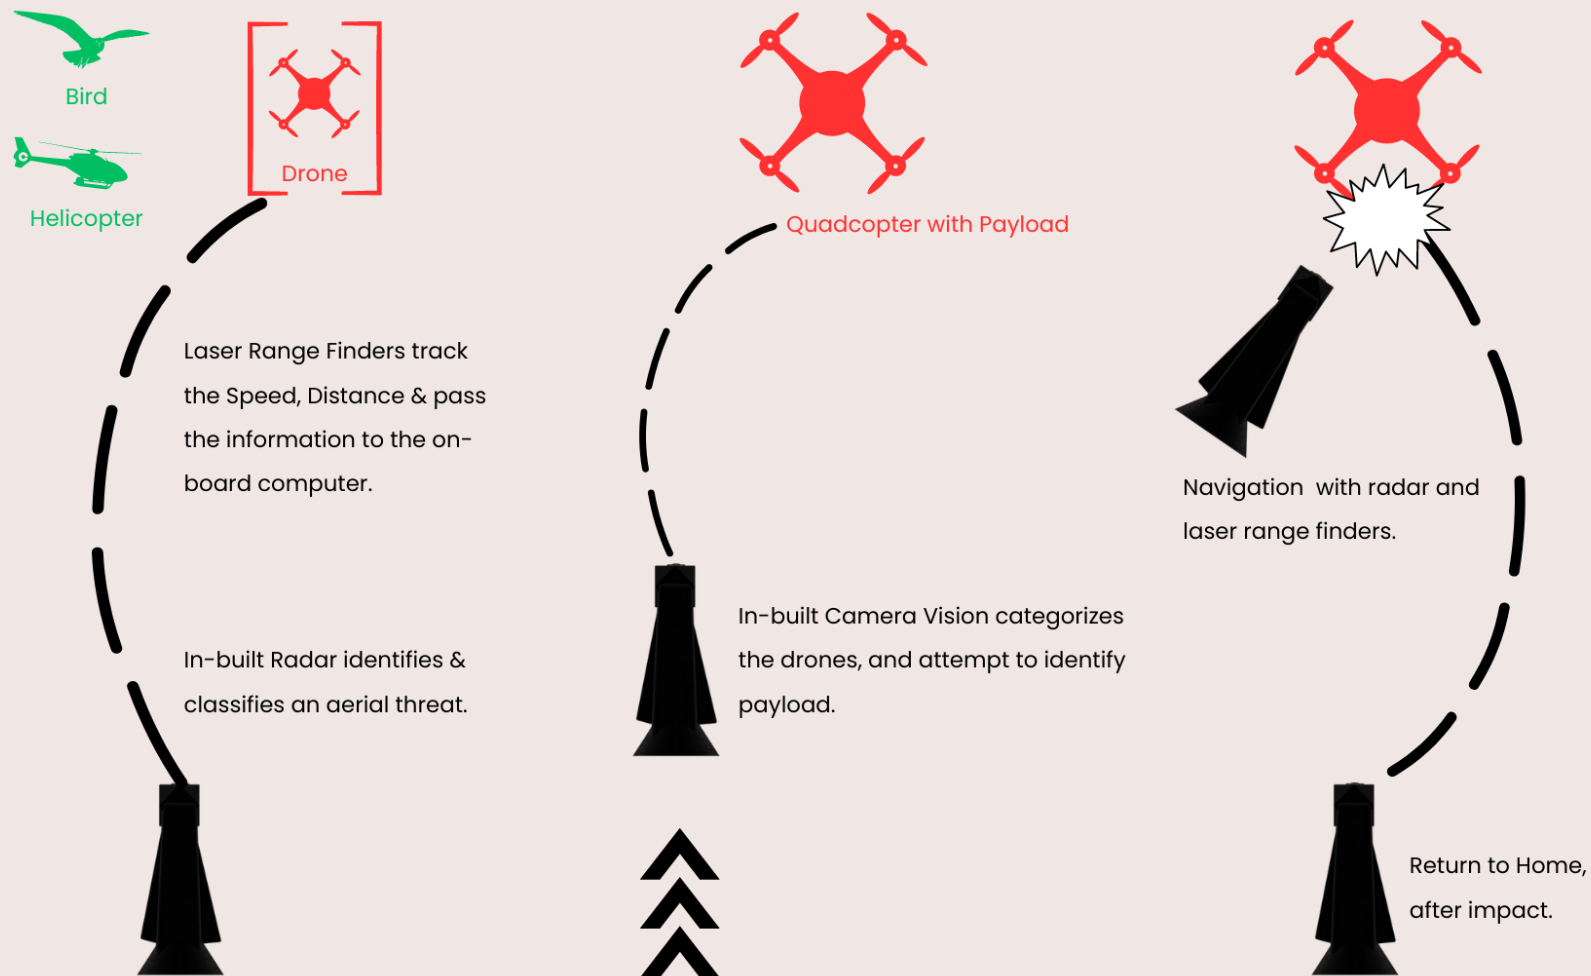 Bird
Helicopter
Drone
Laser Range Finders track
the Speed, Distance & pass
the information to the on-
board computer.
In-built Radar identifies &
classifies an aerial threat.
Quadcopter with Payload
In-built Camera Vision categorizes
the drones, and attempt to identify
payload.
Navigation  with radar and
laser range finders.
Return to Home,
after impact.